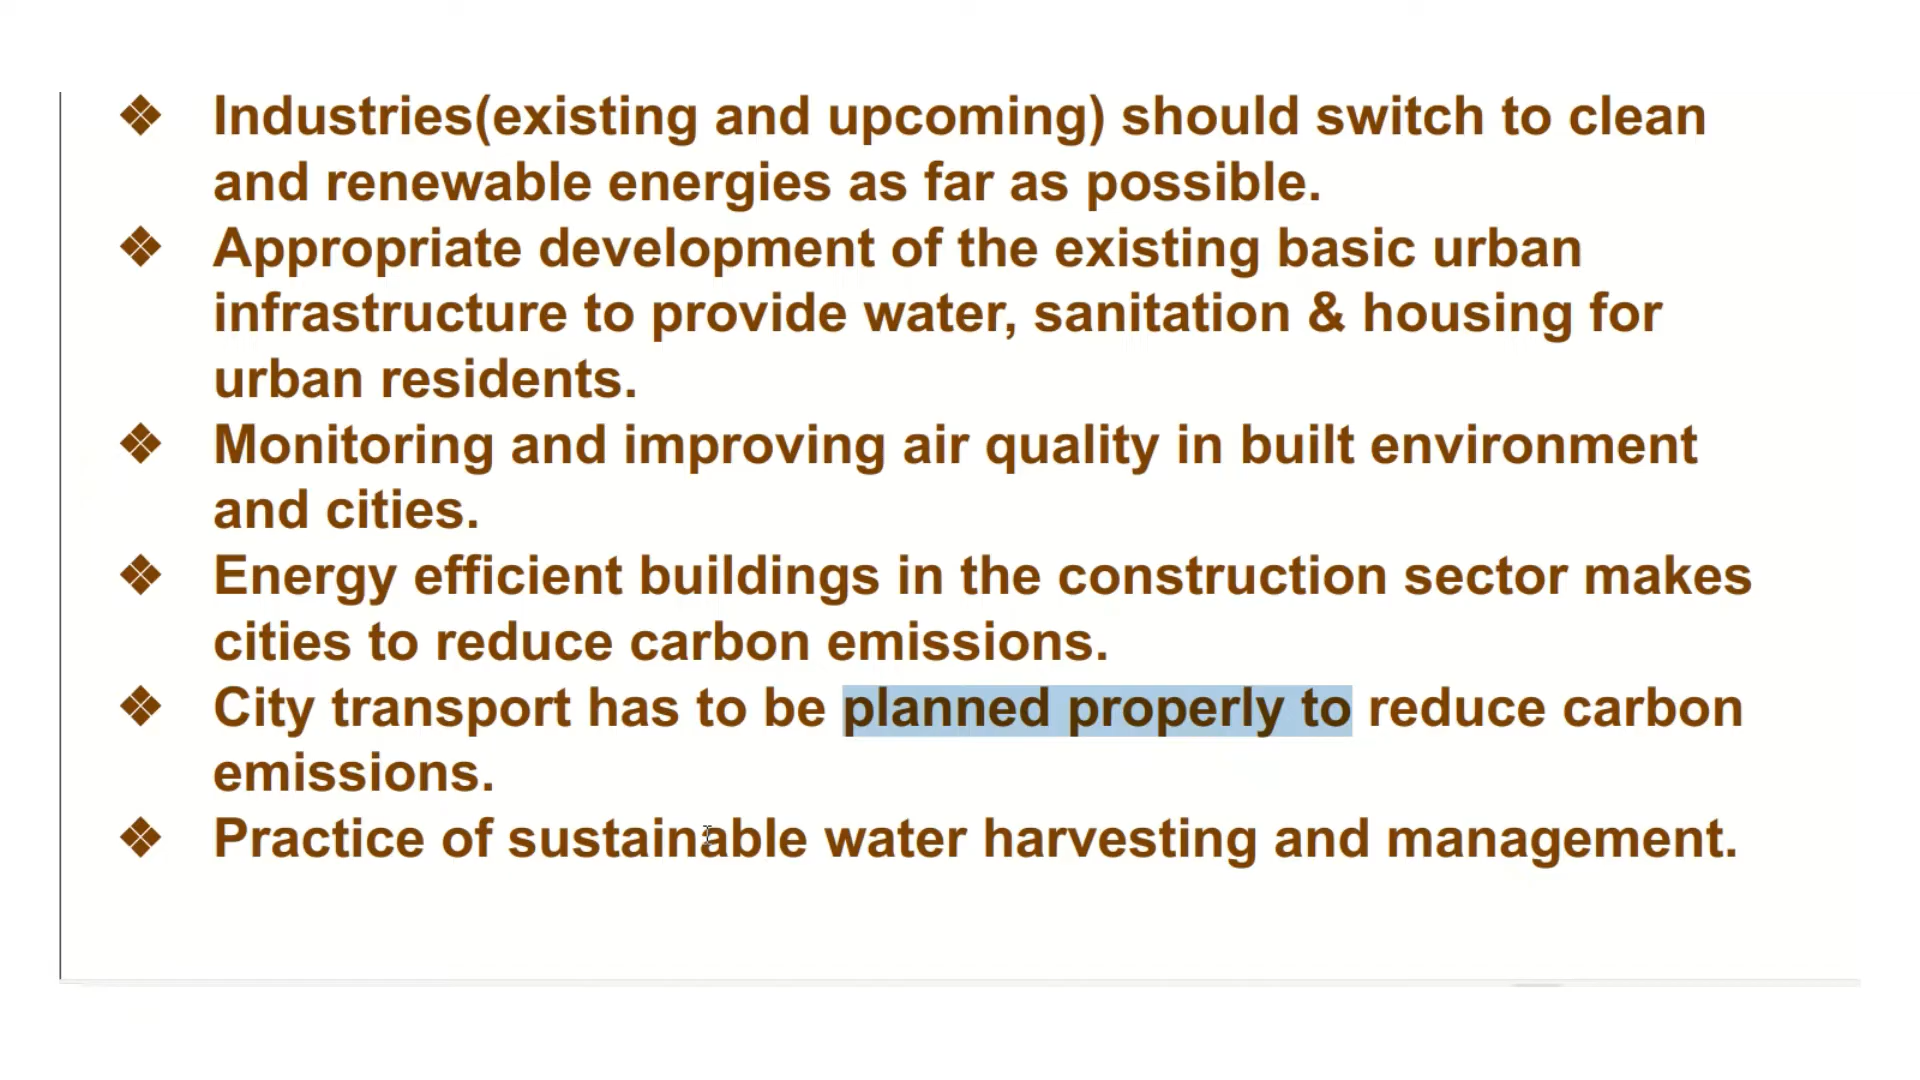 ❖ Industries(existing and upcoming) should switch to clean
and renewable energies as far as possible.
❖ Appropriate development of the existing basic urban
infrastructure to provide water, sanitation & housing for
urban residents.
❖ Monitoring and improving air quality in built environment
and cities.
❖ Energy efficient buildings in the construction sector makes
cities to reduce carbon emissions.
❖ City transport has to be planned properly to reduce carbon
emissions.
❖ Practice of sustainable water harvesting and management.